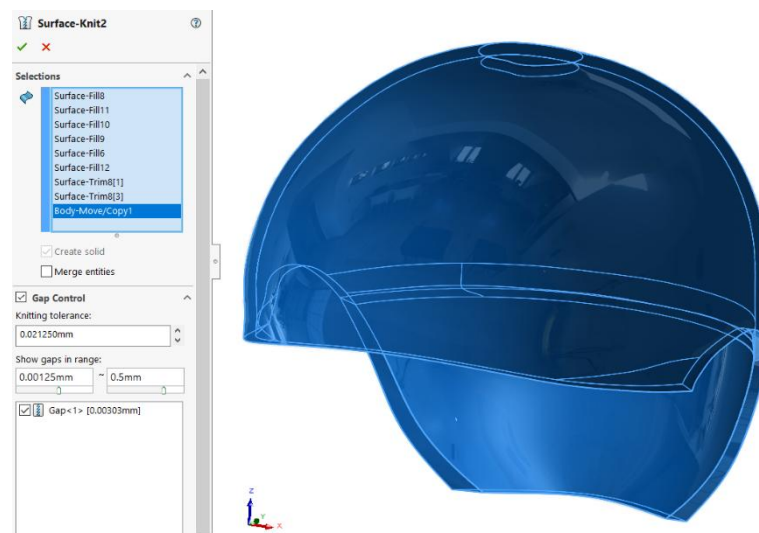 Surface-Knit2
Selections
Surface-Fill8
Surface-Fill11
Surface-Fill10
Surface-Fill9
Surface-Fill6
Surface-Fill12
Surface-Trim8[1]
Surface-Trim8[3]
Body-Move/Copy1
Create solid
Merge entities
Gap Control
Knitting tolerance:
0.021250mm
Show gaps in range:
0.00125mm ~ 0.5mm
Gap<1> [0.00303mm]
Z
Y
X